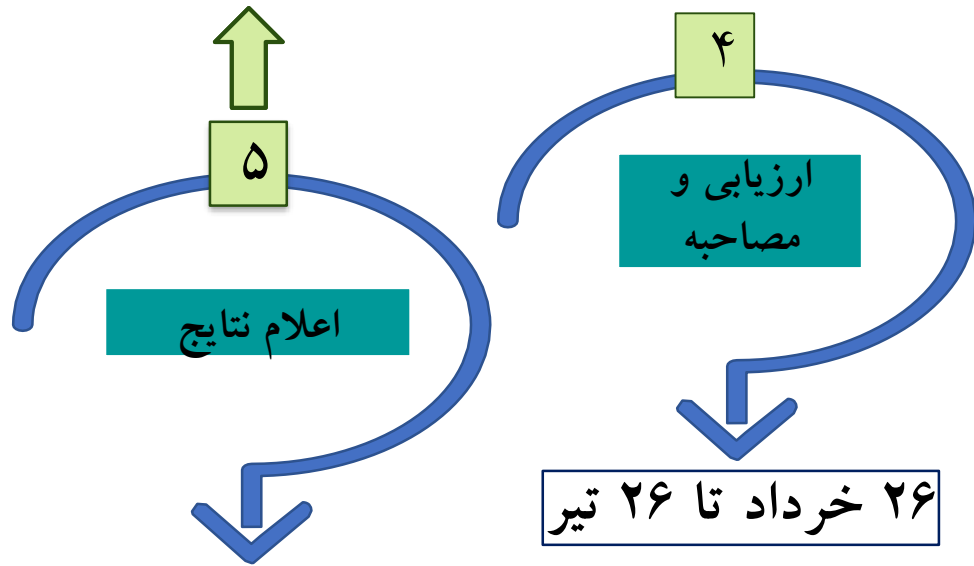 ۴
ارزیابی و
مصاحبه
۲۶ خرداد تا ۲۶ تیر
۵
اعلام نتایج